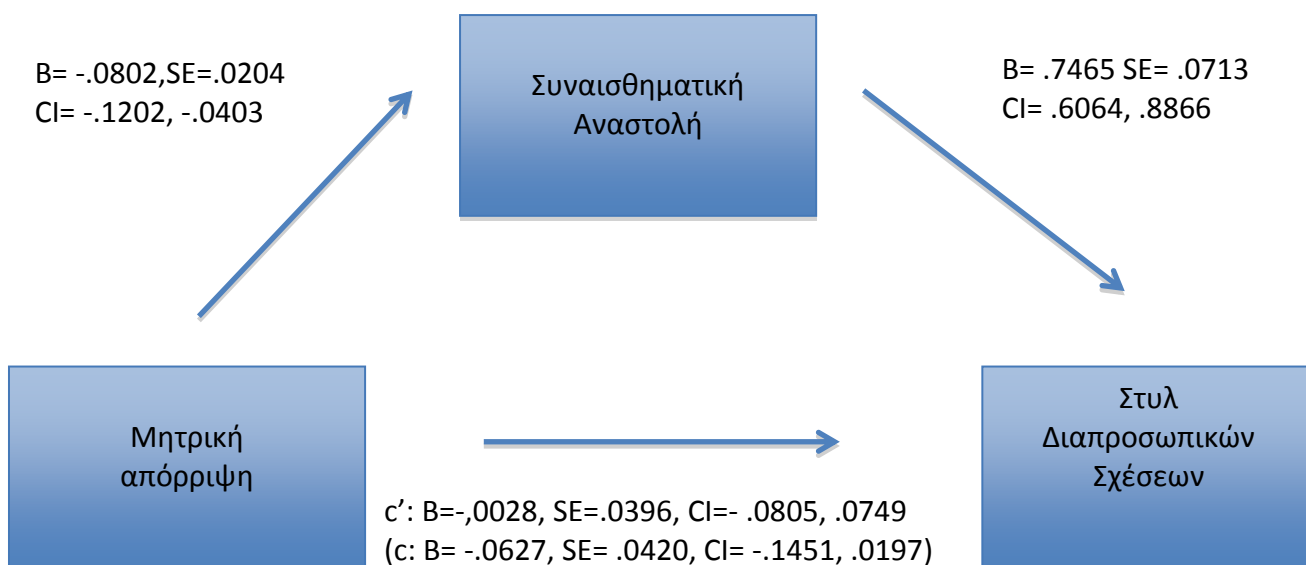 B= -.0802,SE=.0204
CI= -.1202, -.0403
Συναισθηματική
Αναστολή
B= .7465 SE= .0713
CI= .6064, .8866
Μητρική
απόρριψη
Στυλ
Διαπροσωπικών
Σχέσεων
c’: B=-,0028, SE=.0396, CI=- .0805, .0749
(c: B= -.0627, SE= .0420, CI= -.1451, .0197)